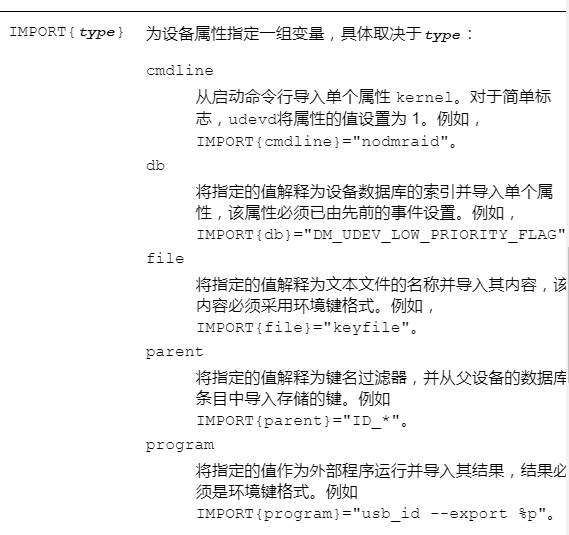 IMPORT{type} 为设备属性指定一组变量，具体取决于type：
cmdline
从启动命令行导入单个属性 kernel。对于简单标
志，udevd将属性的值设置为 1。例如，
IMPORT{cmdline}="nodmraid"。
db
将指定的值解释为设备数据库的索引并导入单个属
性，该属性必须已由先前的事件设置。例如，
IMPORT{db}="DM_UDEV_LOW_PRIORITY_FLAG"
file
将指定的值解释为文本文件的名称并导入其内容，该
内容必须采用环境键格式。例如，
IMPORT{file}="keyfile"。
parent
将指定的值解释为键名过滤器，并从父设备的数据库
条目中导入存储的键。例如
IMPORT{parent}="ID_*"。
program
将指定的值作为外部程序运行并导入其结果，结果必
须是环境键格式。例如
IMPORT{program}="usb_id --export %p"。